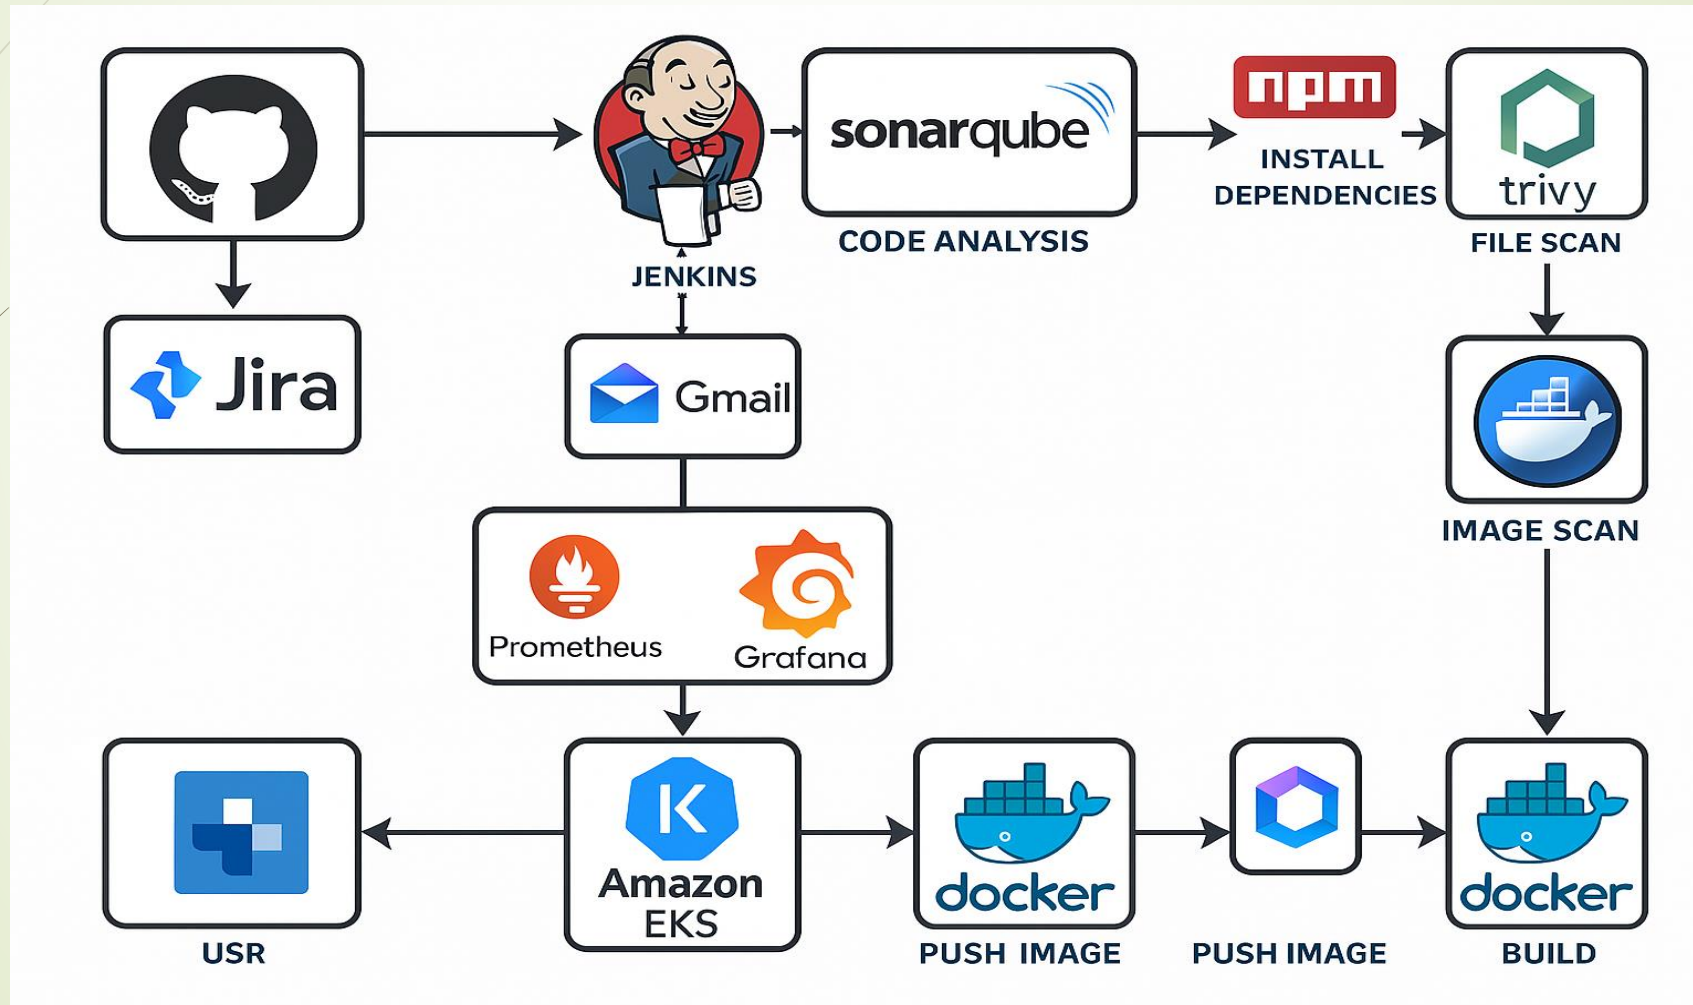 npm
sonarqube
INSTALL
DEPENDENCIES
trivy
CODE ANALYSIS
FILE SCAN
JENKINS
Jira
Gmail
IMAGE SCAN
Prometheus
Grafana
K
Amazon
EKS
docker
docker
USR
PUSH IMAGE
PUSH IMAGE
BUILD